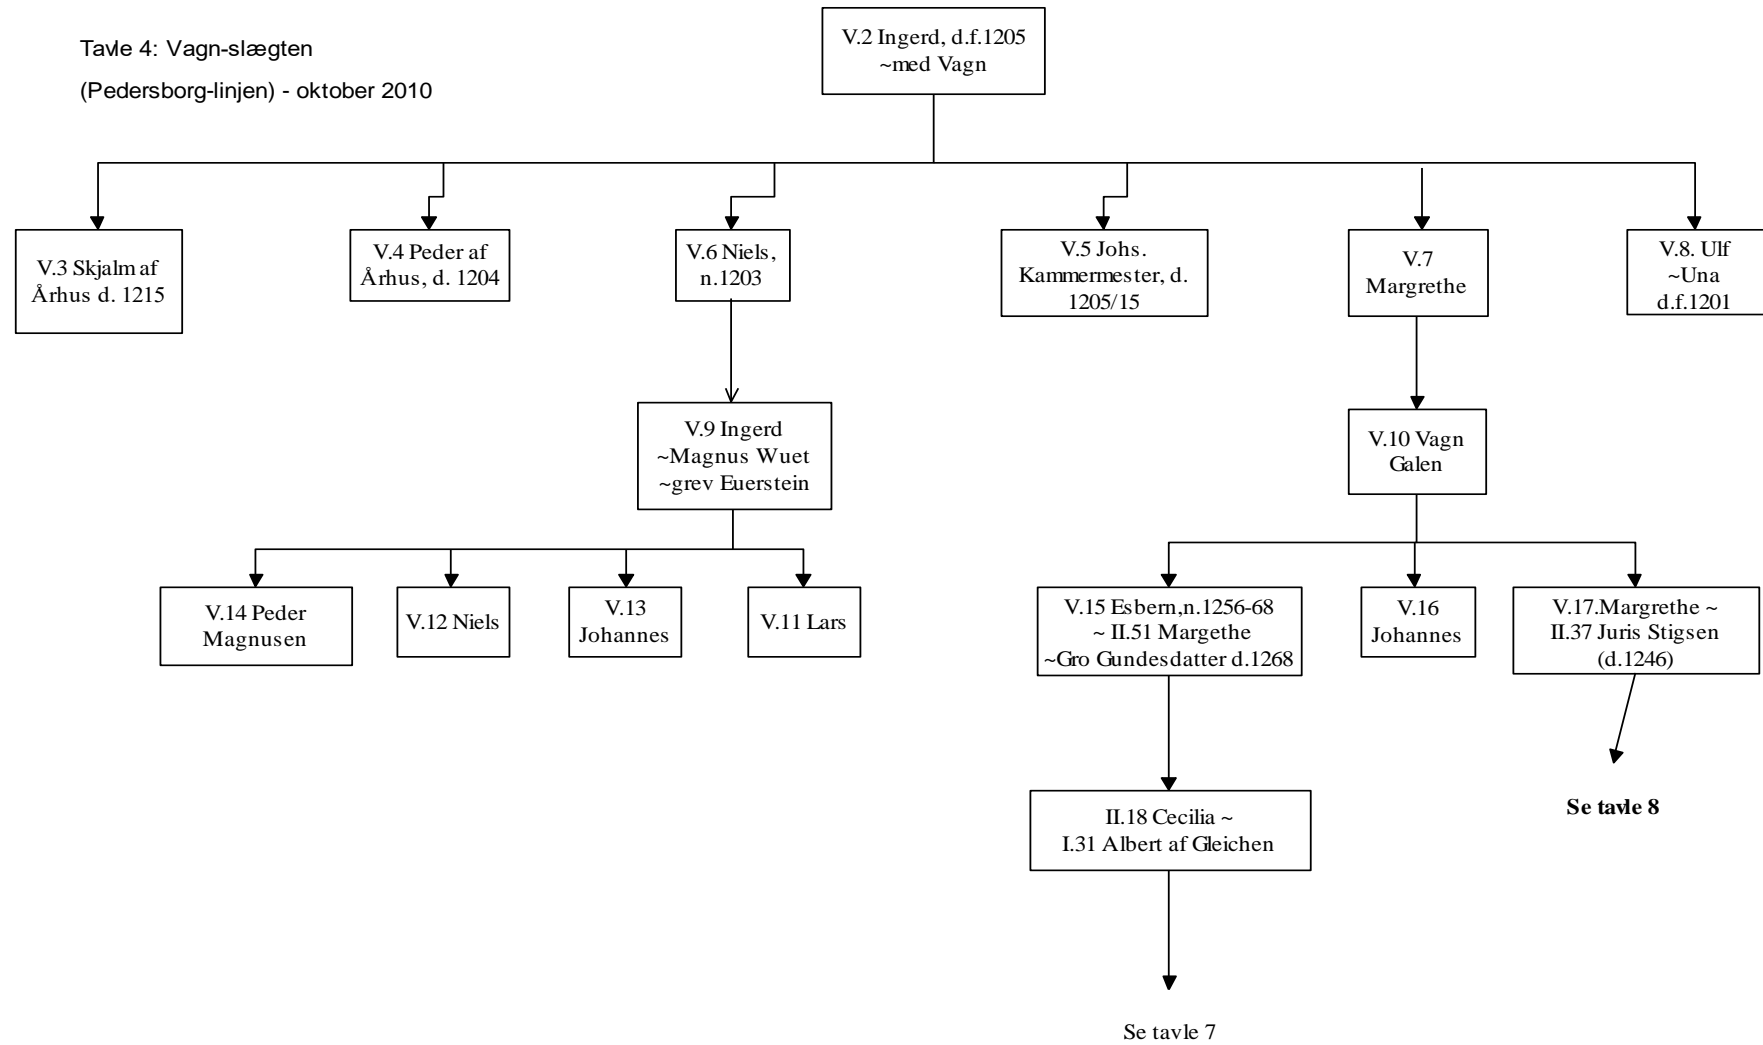 Tavle 4: Vagn-slægten
(Pedersborg-linjen) - oktober 2010
V.2 Ingerd, d.f.1205
~med Vagn
V.3 Skjalm af
Århus d. 1215
V.4 Peder af
Århus, d. 1204
V.6 Niels,
n.1203
V.5 Johs.
Kammermester, d.
1205/15
V.7
Margrethe
V.8. Ulf
~Una
d.f.1201
V.9 Ingerd
~Magnus Wuet
~grev Euerstein
V.10 Vagn
Galen
V.14 Peder
Magnusen
V.12 Niels
V.13
Johannes
V.11 Lars
V.15 Esbern,n.1256-68
~ II.51 Margethe
~Gro Gundesdatter d.1268
V.16
Johannes
V.17.Margrethe ~
II.37 Juris Stigsen
(d.1246)
II.18 Cecilia ~
I.31 Albert af Gleichen
Se tavle 8
Se tavle 7